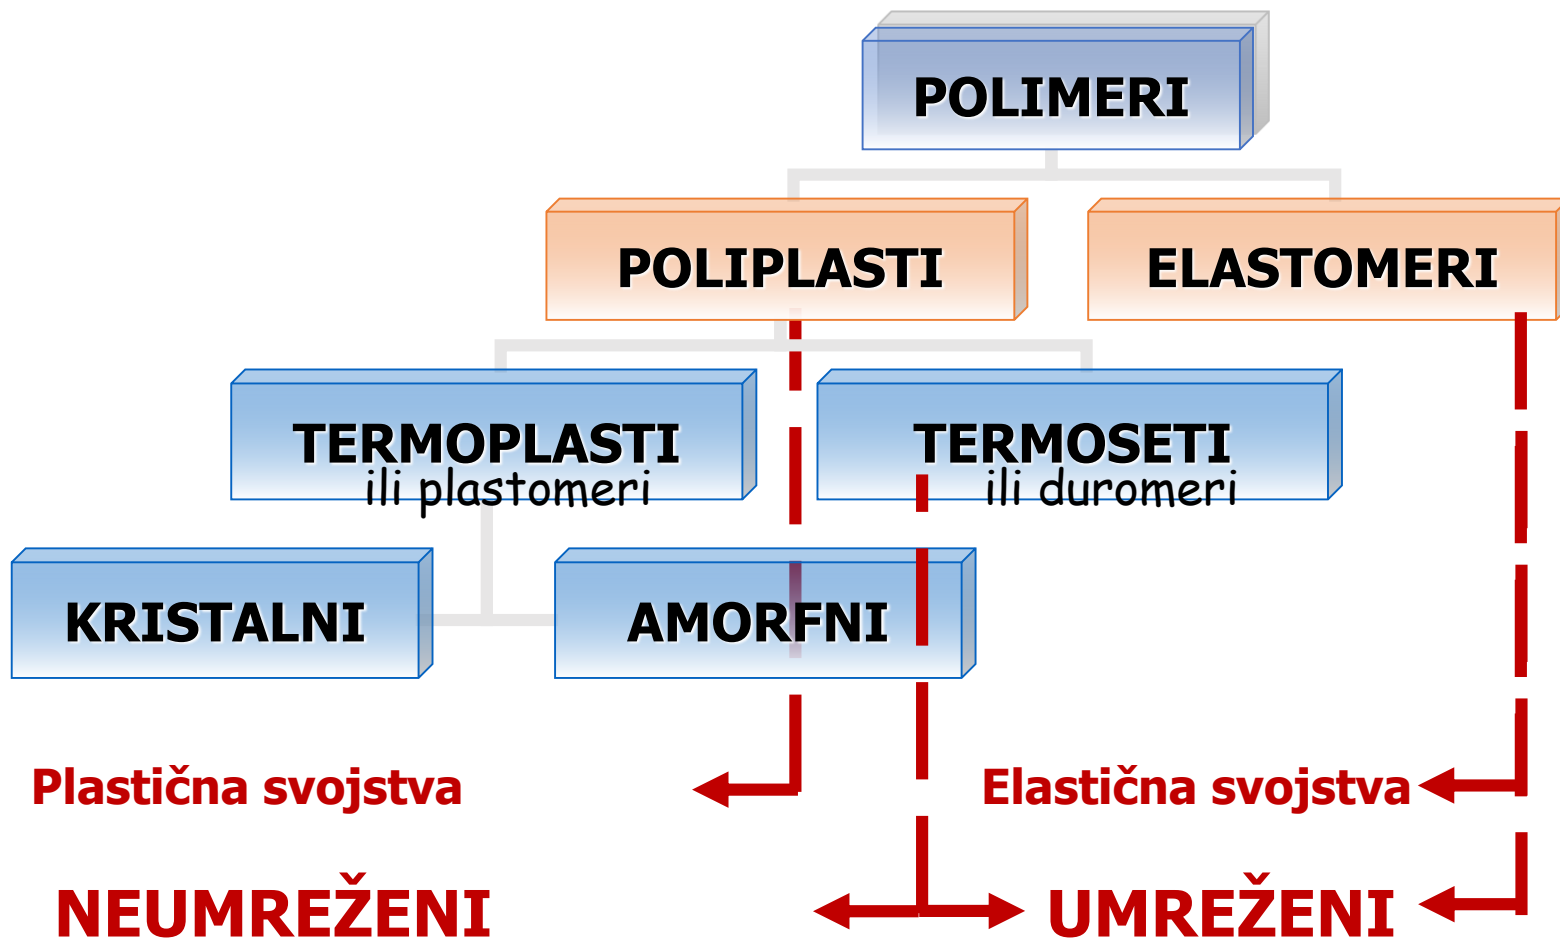 POLIMERI
POLIPLASTI
ELASTOMERI
TERMOPLASTI
ili plastomeri
TERMOSETI
ili duromeri
KRISTALNI
AMORFNI
Plastična svojstva
Elastična svojstva
NEUMREŽENI
UMREŽENI